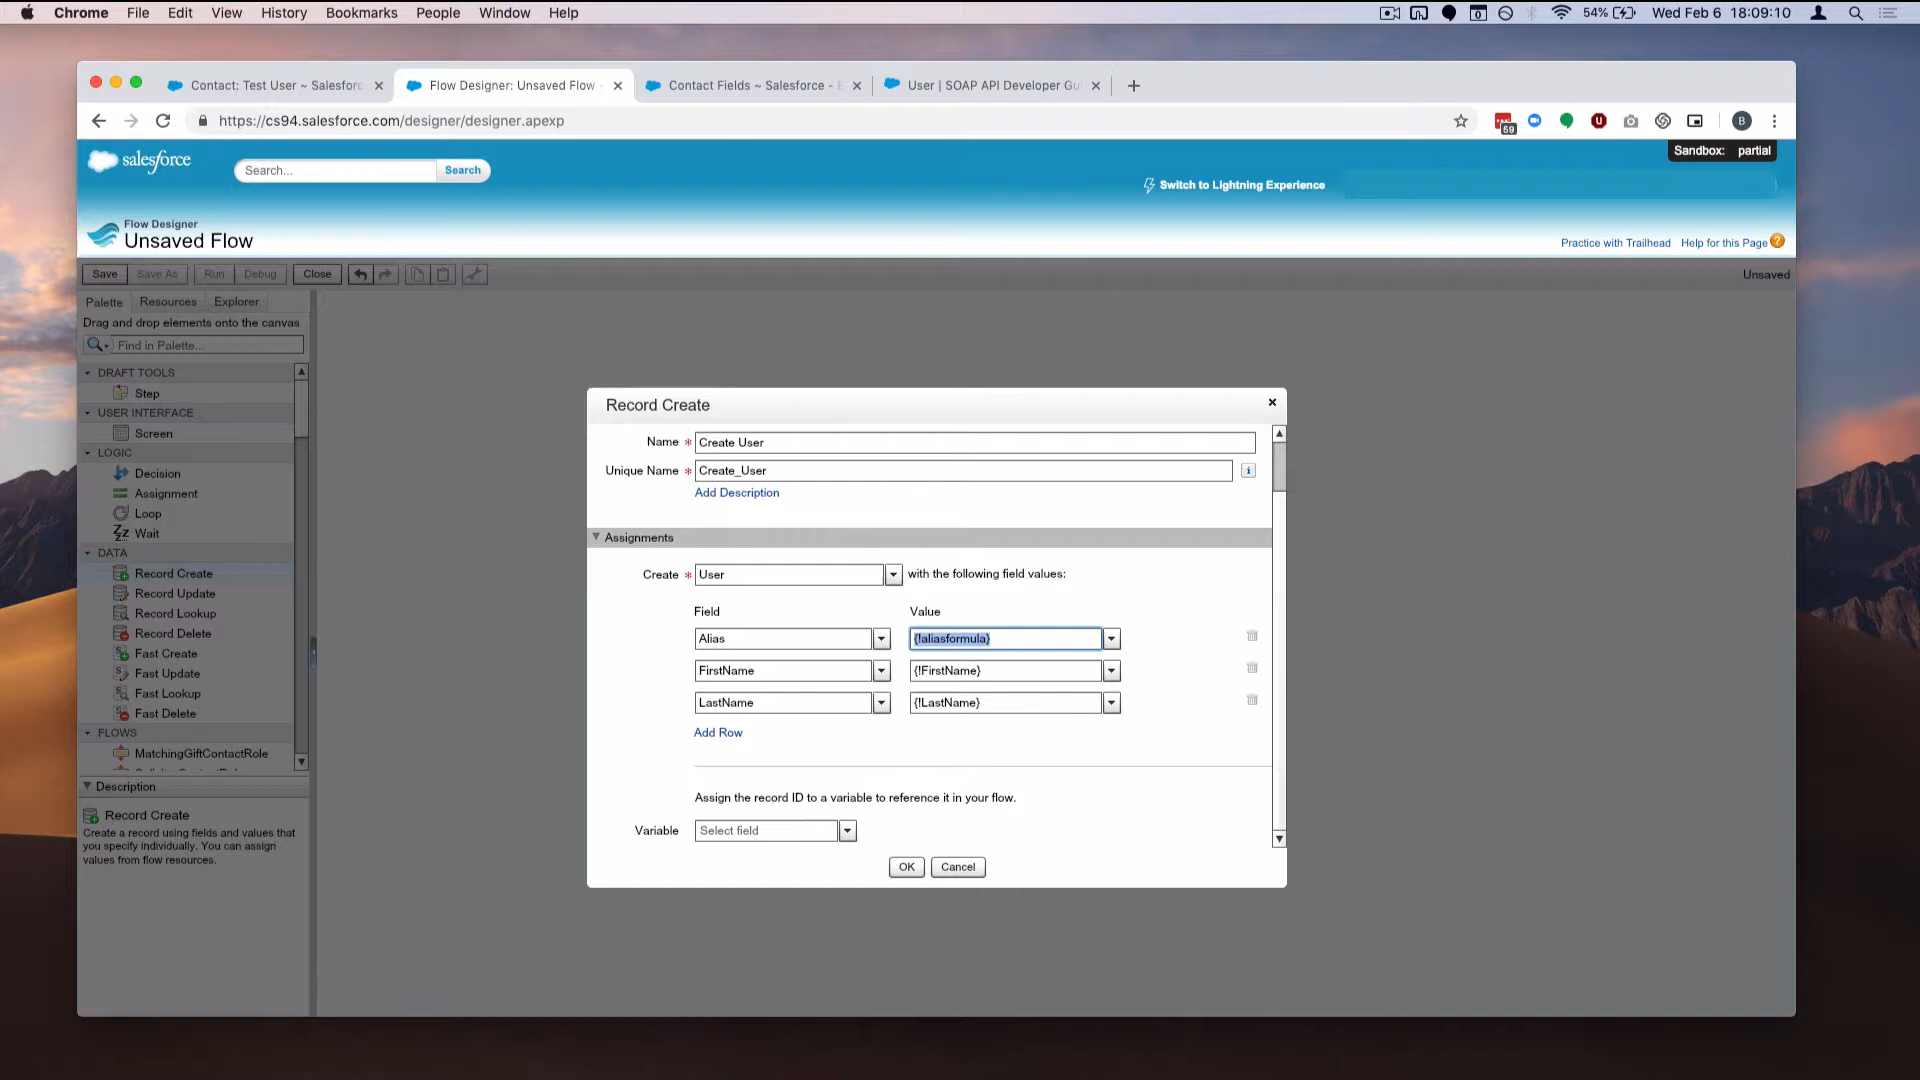 Chrome File Edit View History Bookmarks People Window Help 54% Wed Feb 6 18:09:10
Contact: Test User ~ Salesforc
Flow Designer: Unsaved Flow
Contact Fields ~ Salesforce - E
User | SOAP API Developer Gu
https://cs94.salesforce.com/designer/designer.apexp
59
B
salesforce
Search...
Search
Sandbox: partial
Switch to Lightning Experience
Flow Designer
Unsaved Flow
Practice with Trailhead
Help for this Page
Save
Save As
Run
Debug
Close
Unsaved
Palette
Resources
Explorer
Drag and drop elements onto the canvas
Find in Palette...
DRAFT TOOLS
Step
USER INTERFACE
Screen
LOGIC
Decision
Assignment
Loop
Wait
DATA
Record Create
Record Update
Record Lookup
Record Delete
Fast Create
Fast Update
Fast Lookup
Fast Delete
FLOWS
MatchingGiftContactRole
Description
Record Create
Create a record using fields and values that
you specify individually. You can assign
values from flow resources.
Record Create
Name * Create User
Unique Name * Create_User
Add Description
Assignments
Create * User with the following field values:
Field Value
Alias {!aliasformula}
FirstName {!FirstName}
LastName {!LastName}
Add Row
Assign the record ID to a variable to reference it in your flow.
Variable Select field
OK
Cancel